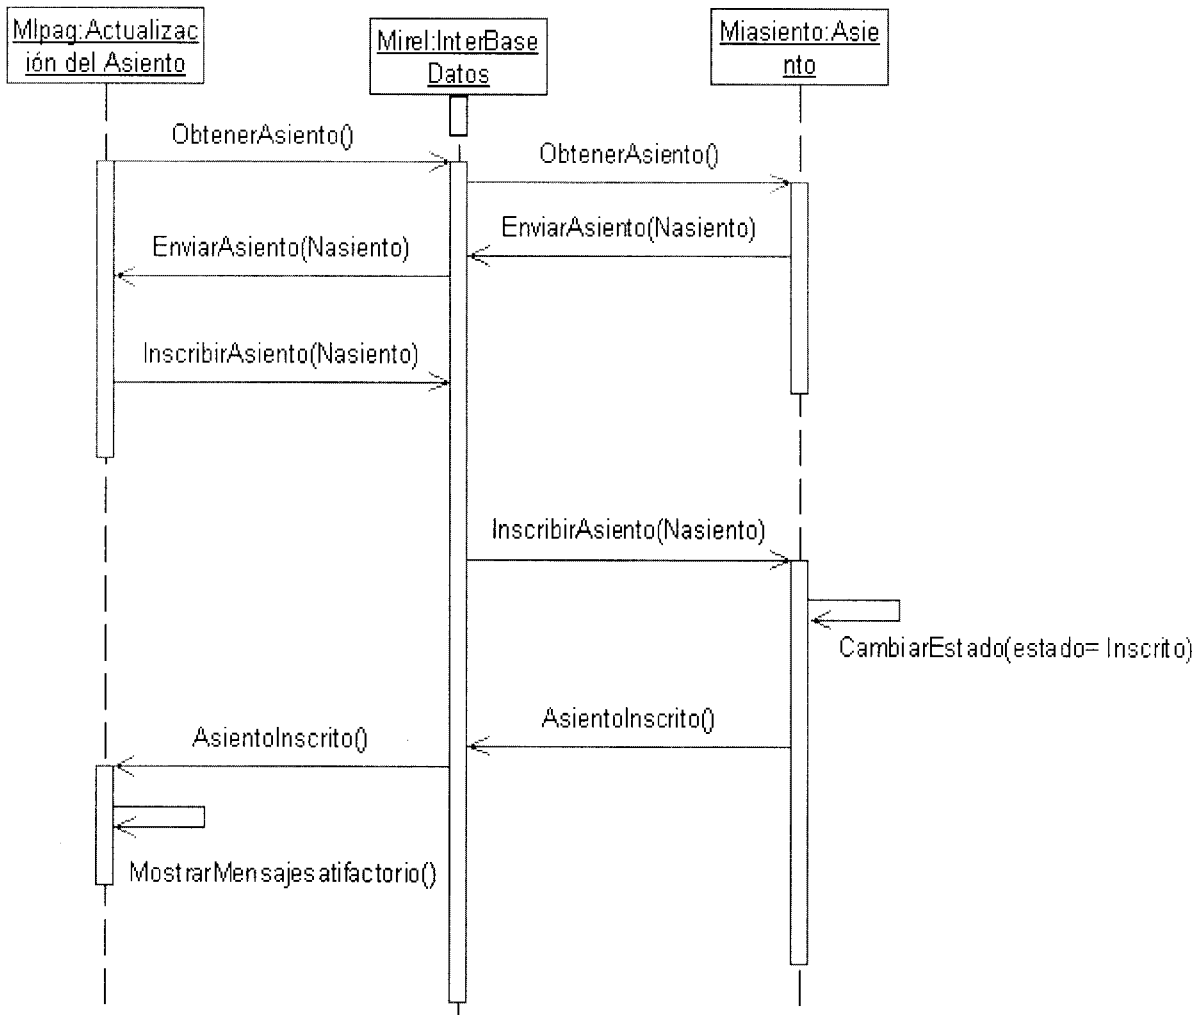 MIpag:Actualizac
ión del Asiento
Mirel:InterBase
Datos
Miasiento:Asie
nto
ObtenerAsiento()
ObtenerAsiento()
EnviarAsiento(Nasiento)
EnviarAsiento(Nasiento)
InscribirAsiento(Nasiento)
InscribirAsiento(Nasiento)
CambiarEstado(estado= Inscrito)
AsientoInscrito()
AsientoInscrito()
MostrarMensajesatifactorio()